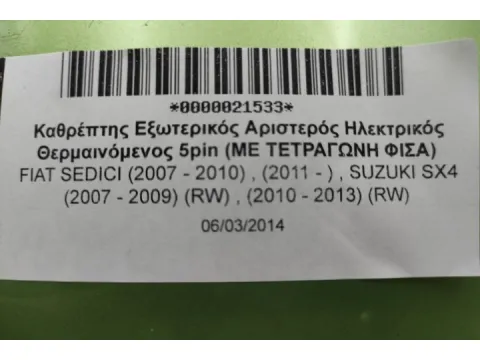 *0000021533*
Καθρέπτης Εξωτερικός Αριστερός Ηλεκτρικός
Θερμαινόμενος 5pin (ΜΕ ΤΕΤΡΑΓΩΝΗ ΦΙΣΑ)
FIAT SEDICI (2007 - 2010) , (2011 - ) , SUZUKI SX4
(2007 - 2009) (RW) , (2010 - 2013) (RW)
06/03/2014